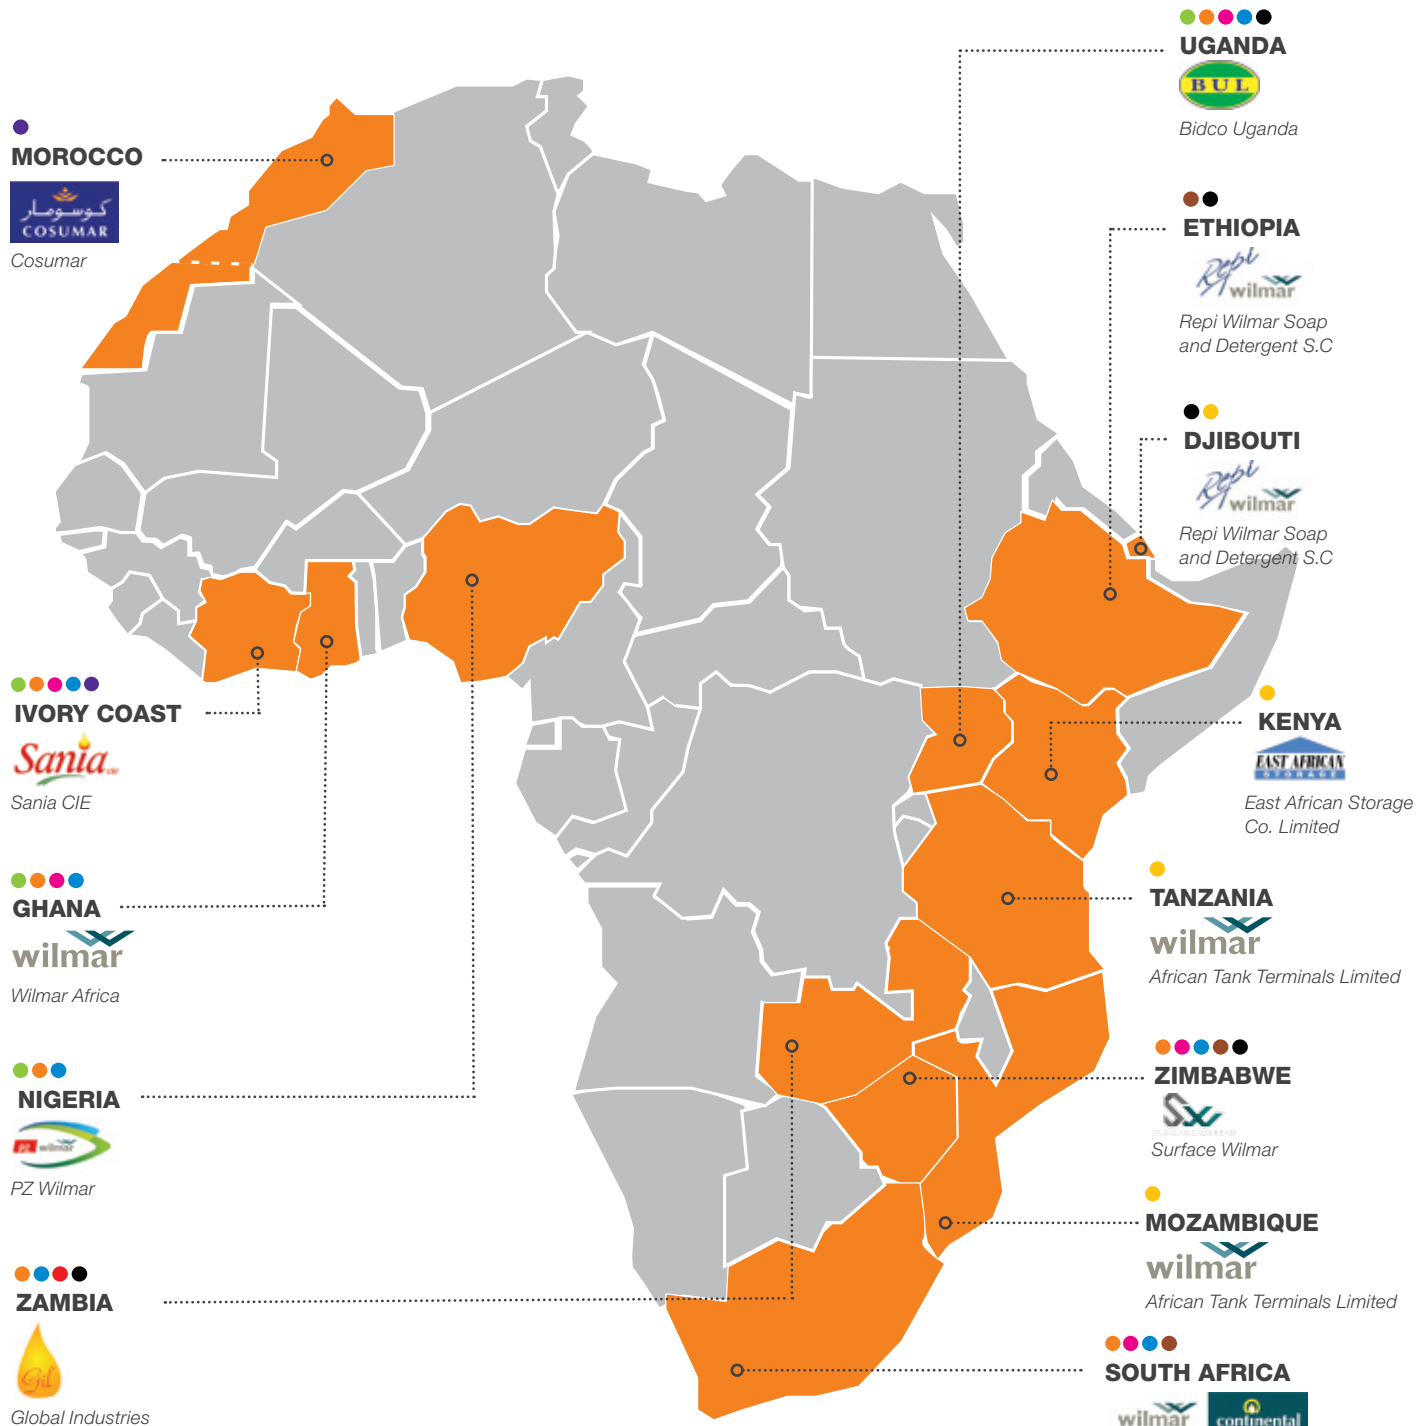 MOROCCO
كوسومار
COSUMAR
Cosumar
IVORY COAST
Sania cie
Sania CIE
GHANA
wilmar
Wilmar Africa
NIGERIA
PZ wilmar
PZ Wilmar
ZAMBIA
Gil
Global Industries
UGANDA
BUL
Bidco Uganda
ETHIOPIA
Repi
wilmar
Repi Wilmar Soap
and Detergent S.C
DJIBOUTI
Repi
wilmar
Repi Wilmar Soap
and Detergent S.C
KENYA
EAST AFRICAN
STORAGE
East African Storage
Co. Limited
TANZANIA
wilmar
African Tank Terminals Limited
ZIMBABWE
Surface Wilmar
MOZAMBIQUE
wilmar
African Tank Terminals Limited
SOUTH AFRICA
wilmar
continental